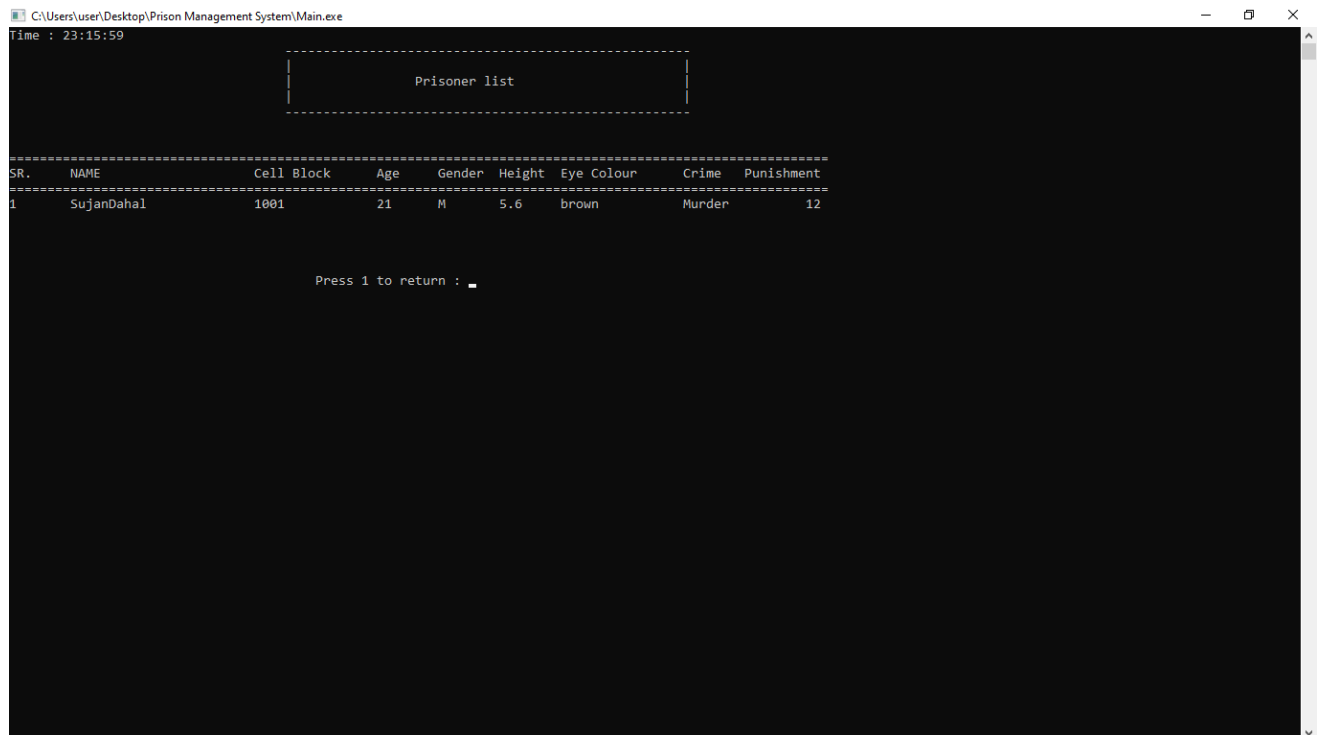 C:\Users\user\Desktop\Prison Management System\Main.exe
Time : 23:15:59
-----------------------------------------------------
| |
| Prisoner list |
| |
-----------------------------------------------------
===========================================================================================================
SR. NAME Cell Block Age Gender Height Eye Colour Crime Punishment
===========================================================================================================
1 SujanDahal 1001 21 M 5.6 brown Murder 12
Press 1 to return : _